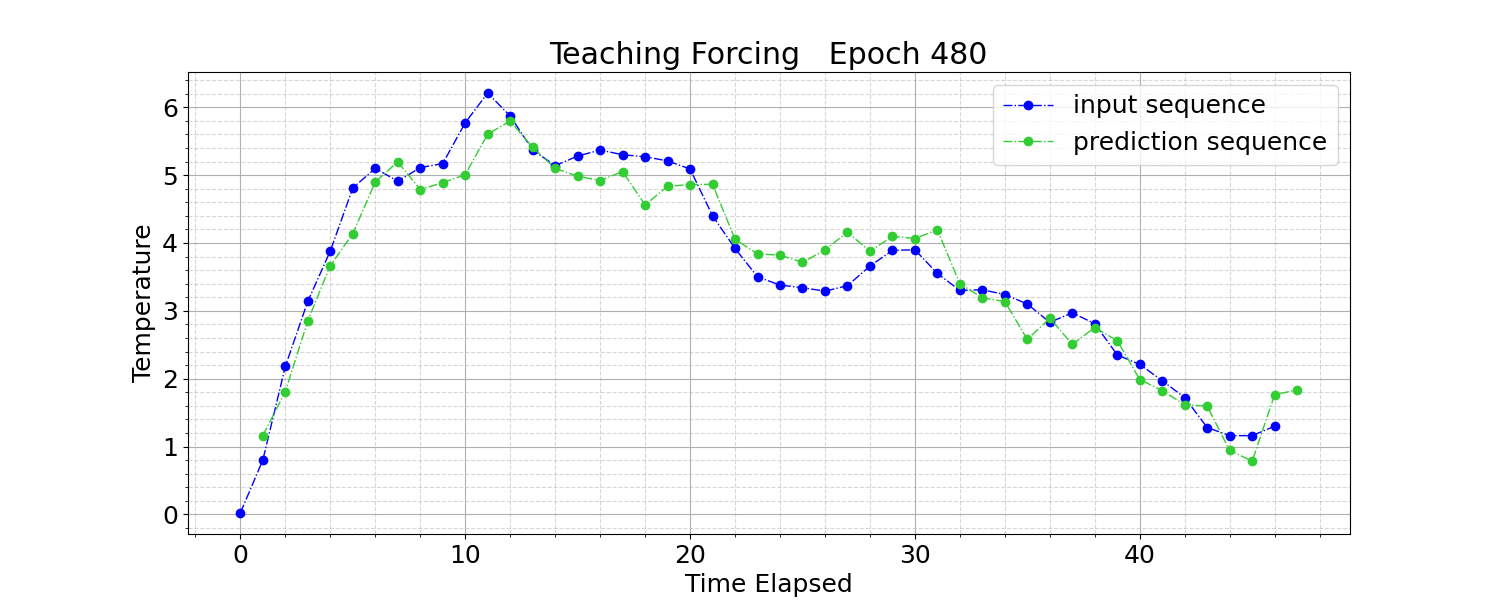 Teaching Forcing   Epoch 480
input sequence
prediction sequence
Temperature
6
5
4
3
2
1
0
0 10 20 30 40
Time Elapsed